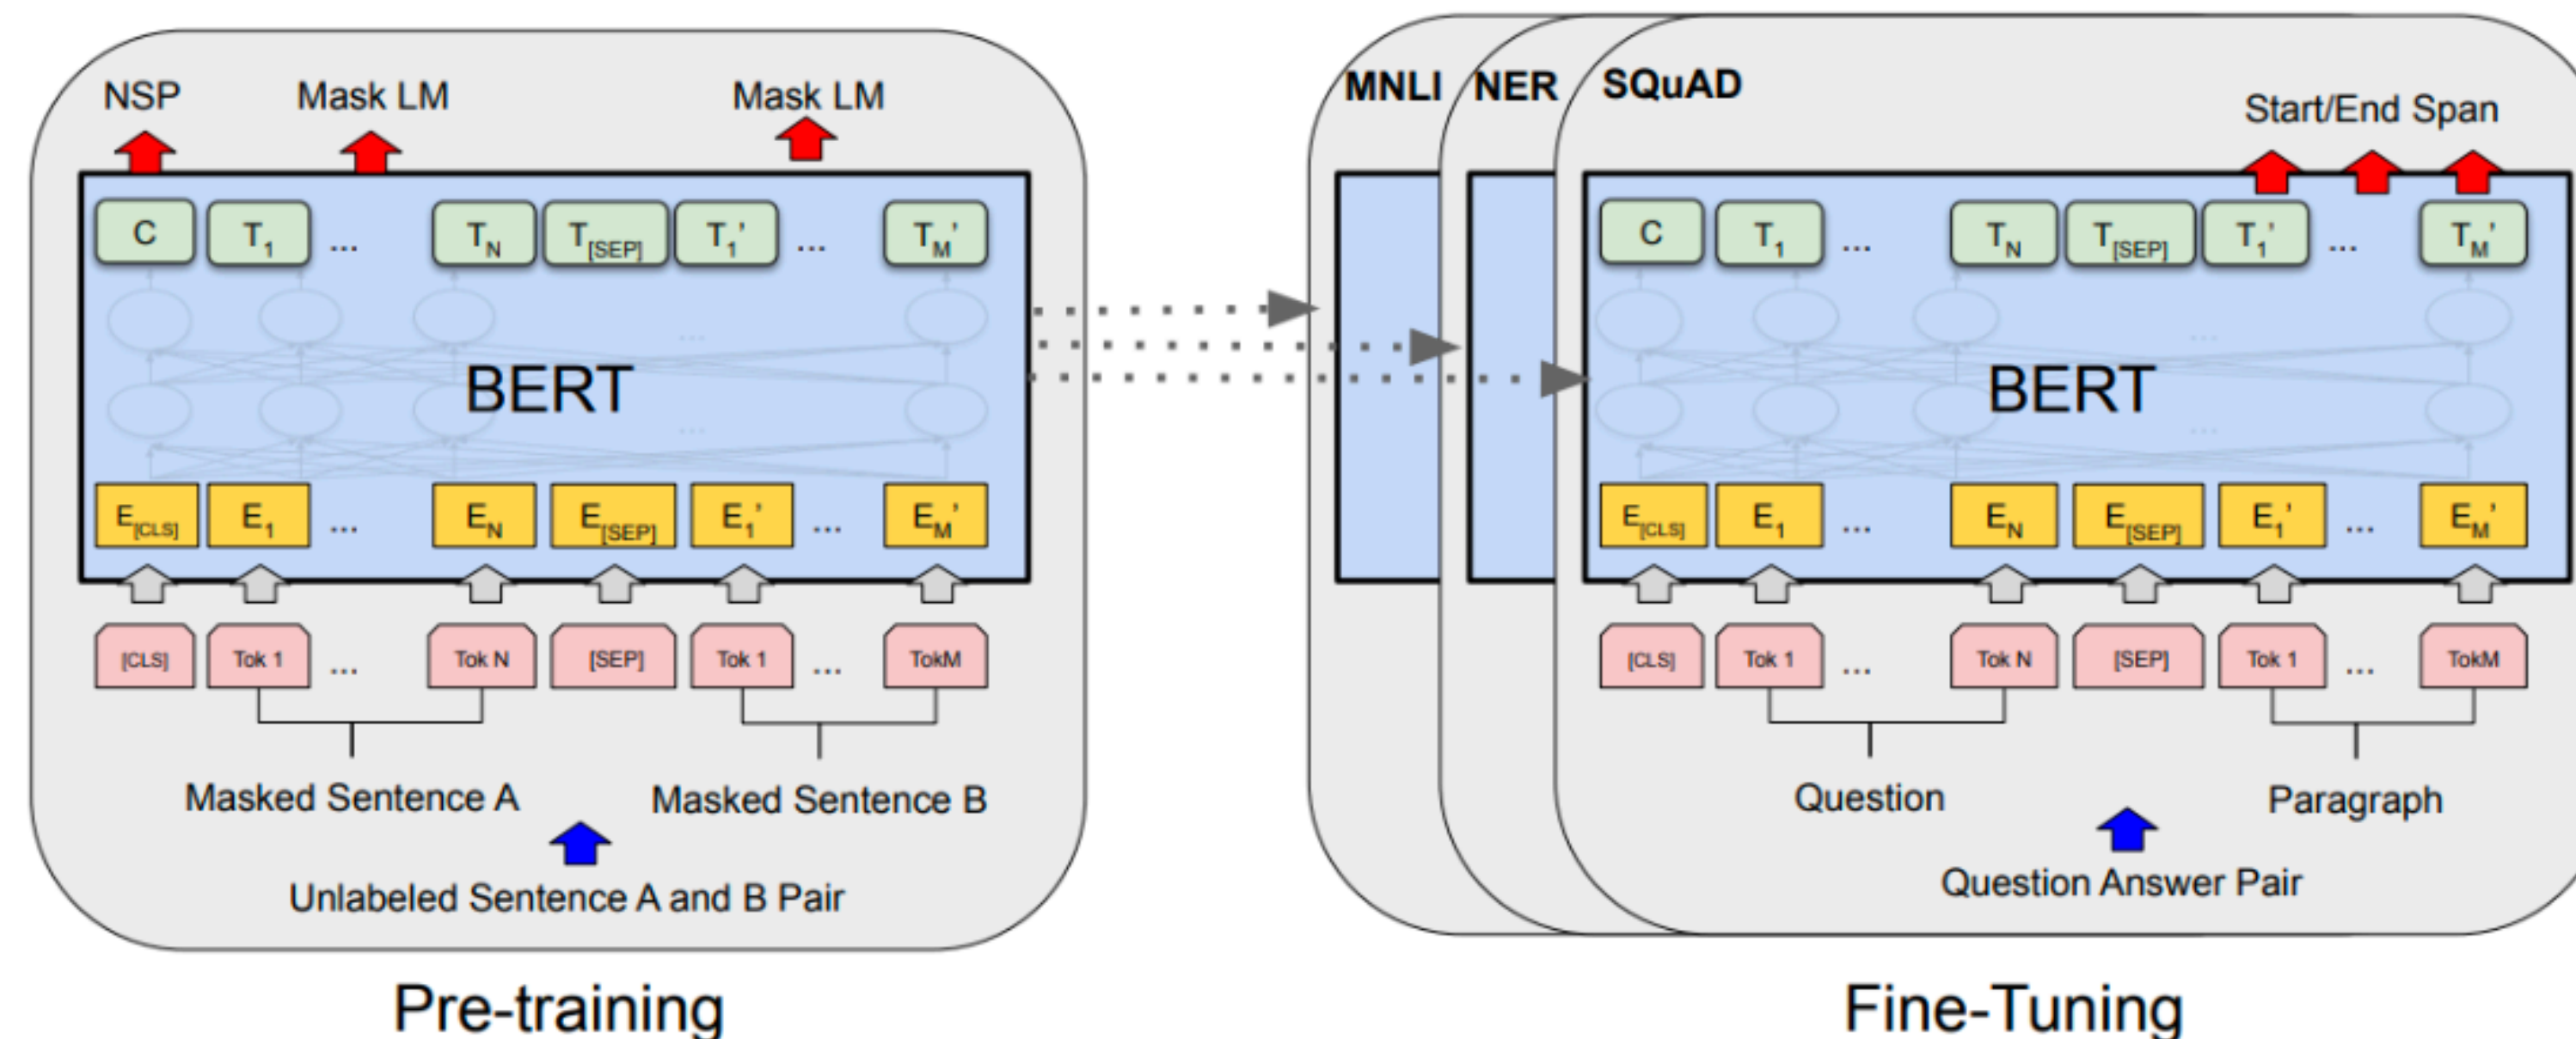 NSP Mask LM Mask LM
C T1 ... TN T[SEP] T1' ... TM'
BERT
E[CLS] E1 ... EN E[SEP] E1' ... EM'
[CLS] Tok 1 ... Tok N [SEP] Tok 1 ... TokM
Masked Sentence A Masked Sentence B
Unlabeled Sentence A and B Pair
Pre-training
MNLI NER SQuAD
Start/End Span
C T1 ... TN T[SEP] T1' ... TM'
BERT
E[CLS] E1 ... EN E[SEP] E1' ... EM'
[CLS] Tok 1 ... Tok N [SEP] Tok 1 ... TokM
Question Paragraph
Question Answer Pair
Fine-Tuning